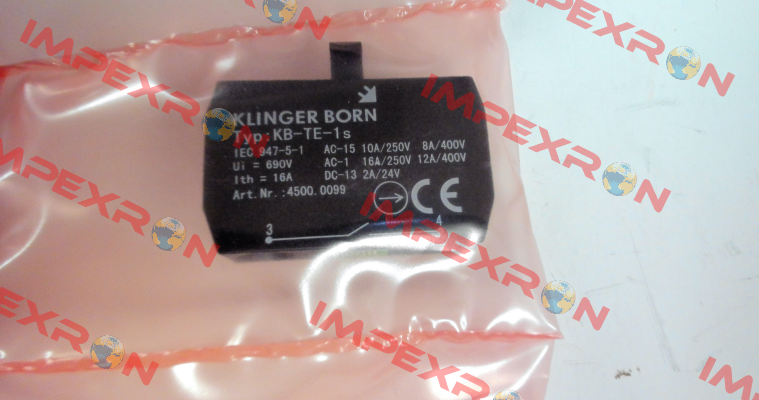 KLINGER BORN
Typ: KB-TE-1s
IEC 947-5-1 AC-15 10A/250V 8A/400V
Ui = 690V AC-1 16A/250V 12A/400V
Ith = 16A DC-13 2A/24V
Art.Nr.:4500.0099
CE
3 4
IMPEXRON
IMPEXRON
IMPEXRON
IMPEXRON
IMPEXRON
IMPEXRON
IMPEXRON
IMPEXRON
IMPEXRON